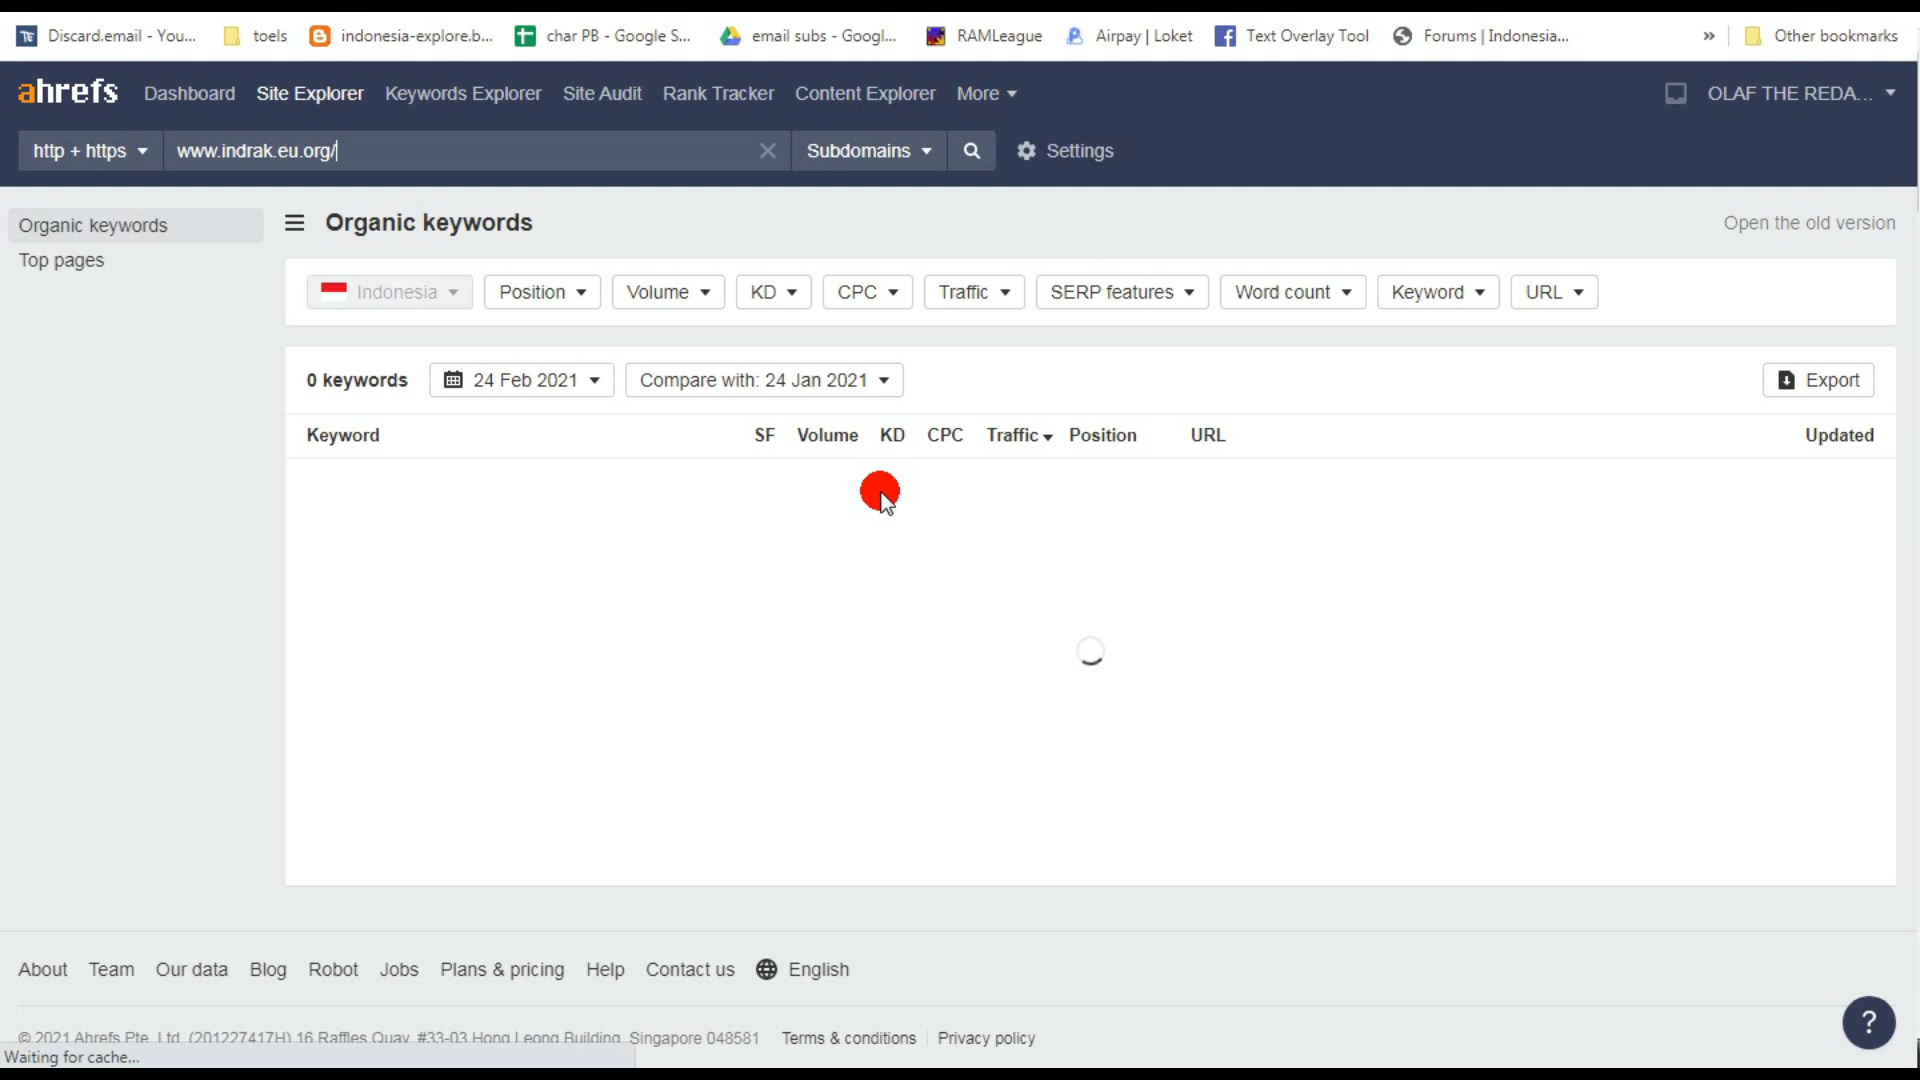 Discard.email - You... toels indonesia-explore.b... char PB - Google S... email subs - Googl... RAMLeague Airpay | Loket Text Overlay Tool Forums | Indonesia... » Other bookmarks
ahrefs Dashboard Site Explorer Keywords Explorer Site Audit Rank Tracker Content Explorer More OLAF THE REDA...
http + https www.indrak.eu.org/ Subdomains Settings
Organic keywords
Top pages
Organic keywords Open the old version
Indonesia Position Volume KD CPC Traffic SERP features Word count Keyword URL
0 keywords 24 Feb 2021 Compare with: 24 Jan 2021 Export
Keyword SF Volume KD CPC Traffic Position URL Updated
About Team Our data Blog Robot Jobs Plans & pricing Help Contact us English
?
© 2021 Ahrefs Pte. Ltd. (201227417H) 16 Raffles Quay, #33-03 Hong Leong Building, Singapore 048581 Terms & conditions Privacy policy
Waiting for cache...